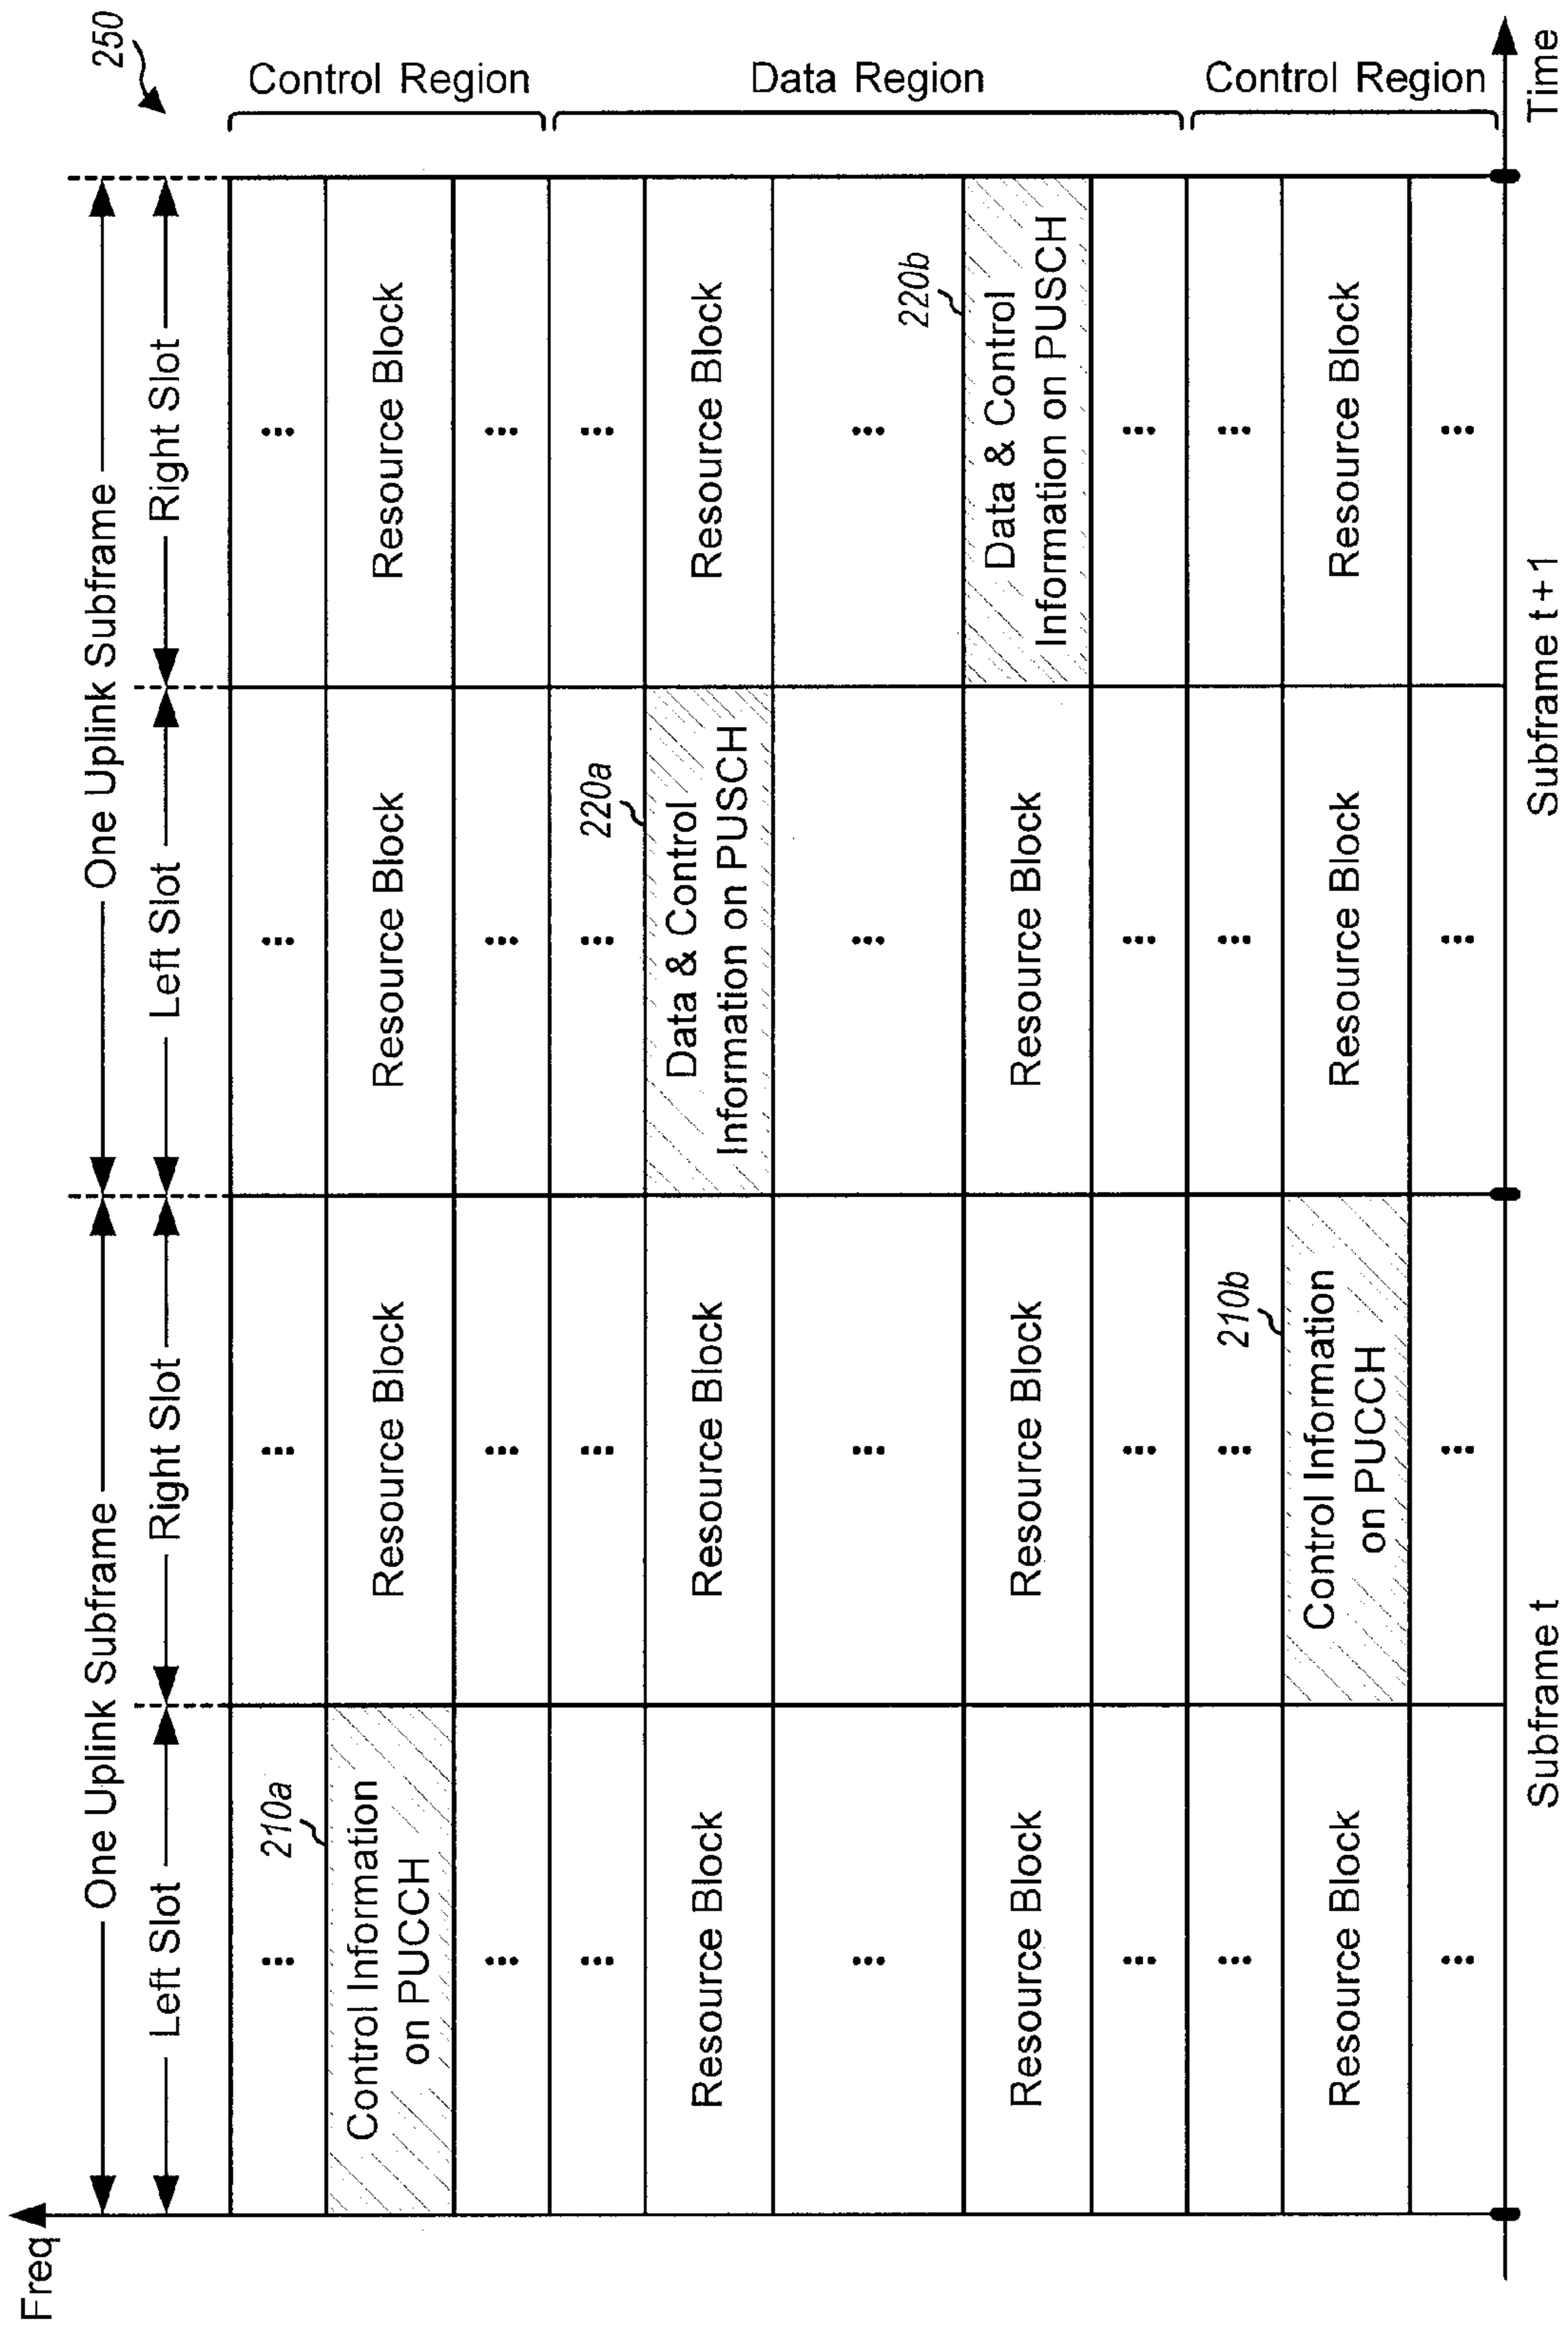 250
Freq
One Uplink Subframe
One Uplink Subframe
Left Slot
Right Slot
Left Slot
Right Slot
Control Region
Data Region
Control Region
...
...
...
...
210a
Control Information
on PUCCH
Resource Block
Resource Block
Resource Block
...
...
...
...
...
...
...
...
220a
Resource Block
Resource Block
Data & Control
Information on PUSCH
Resource Block
...
...
...
...
220b
Resource Block
Resource Block
Resource Block
Data & Control
Information on PUSCH
...
...
...
...
...
...
...
...
210b
Resource Block
Control Information
on PUCCH
Resource Block
Resource Block
...
...
...
...
Subframe t
Subframe t + 1
Time